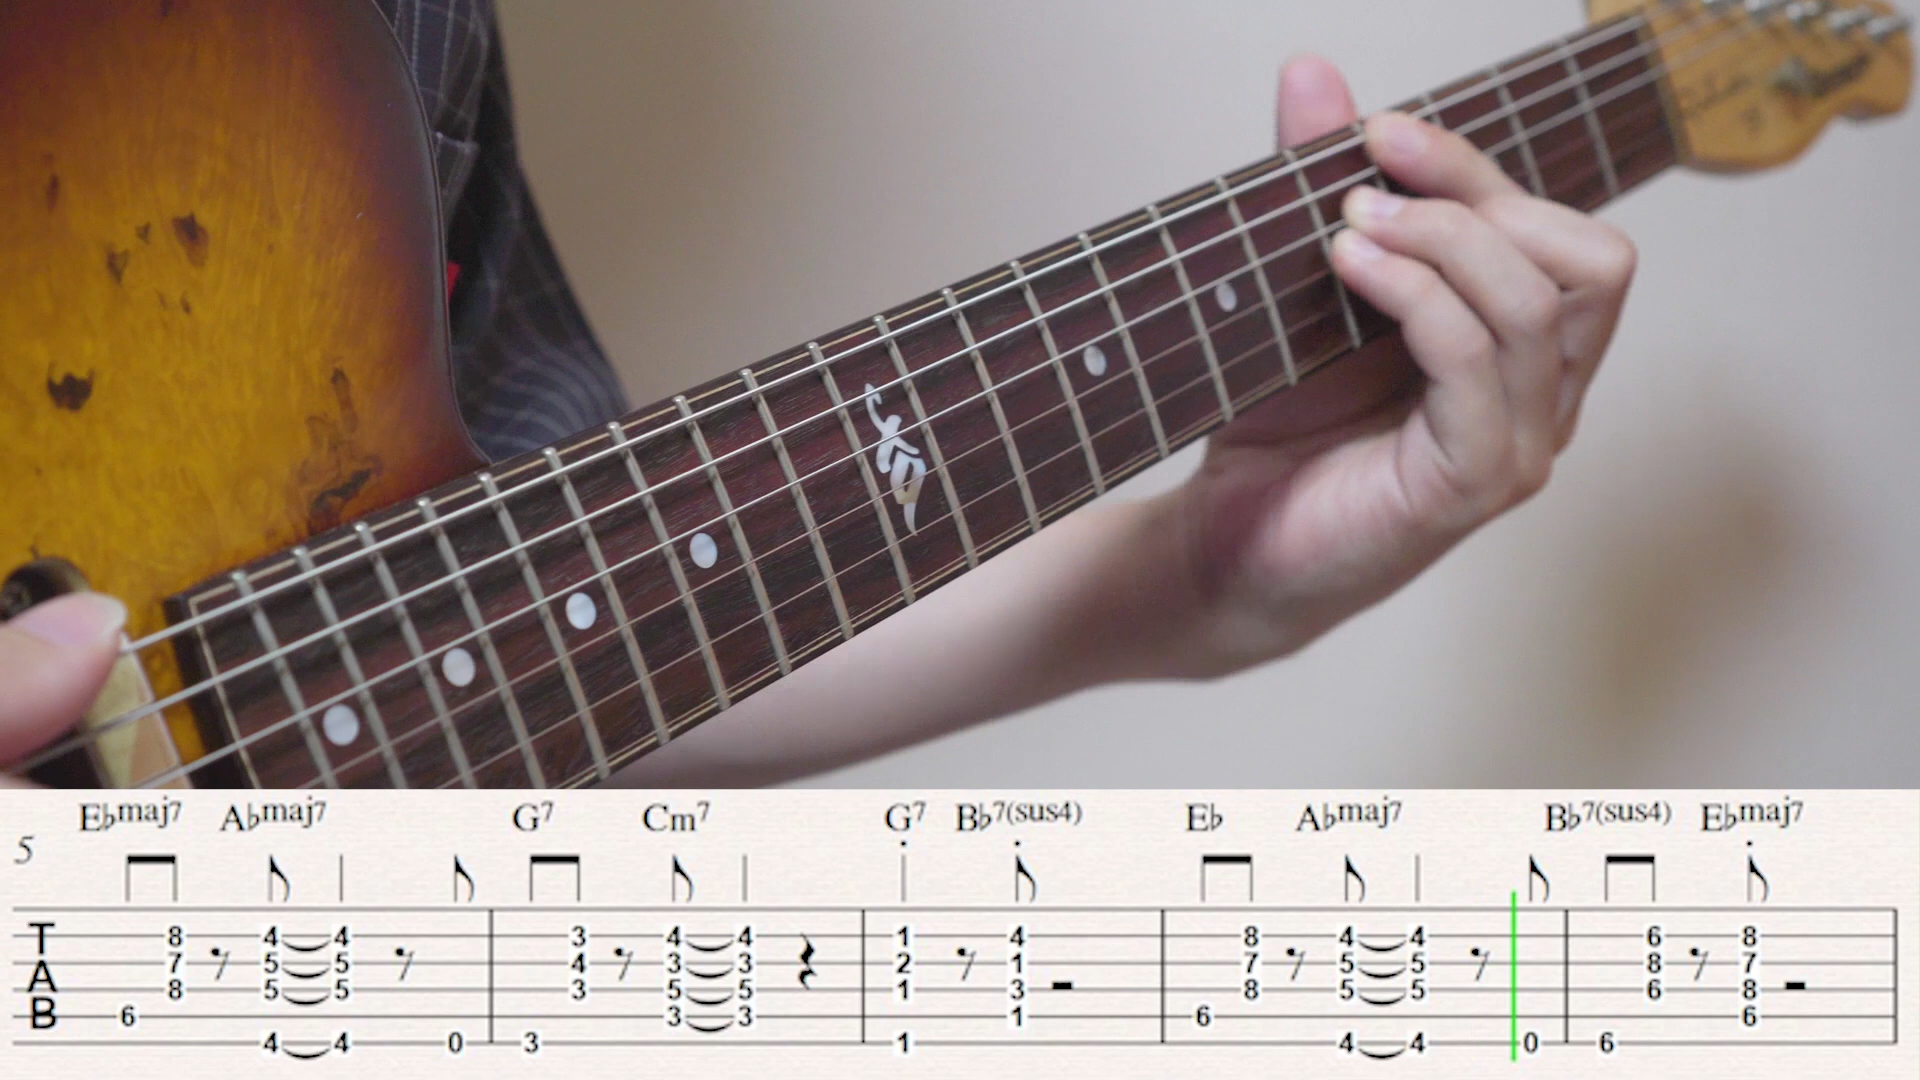 E♭maj7 A♭maj7 G7 Cm7 G7 B♭7(sus4) E♭ A♭maj7 B♭7(sus4) E♭maj7
5
T 8 4 4 3 4 4 1 4 8 4 4 6 8
7 5 5 4 3 3 2 1 7 5 5 8 7
A 8 5 5 3 5 5 1 3 8 5 5 6 8
B 6 3 3 1 6 6
4 4 0 3 1 4 4 0 6